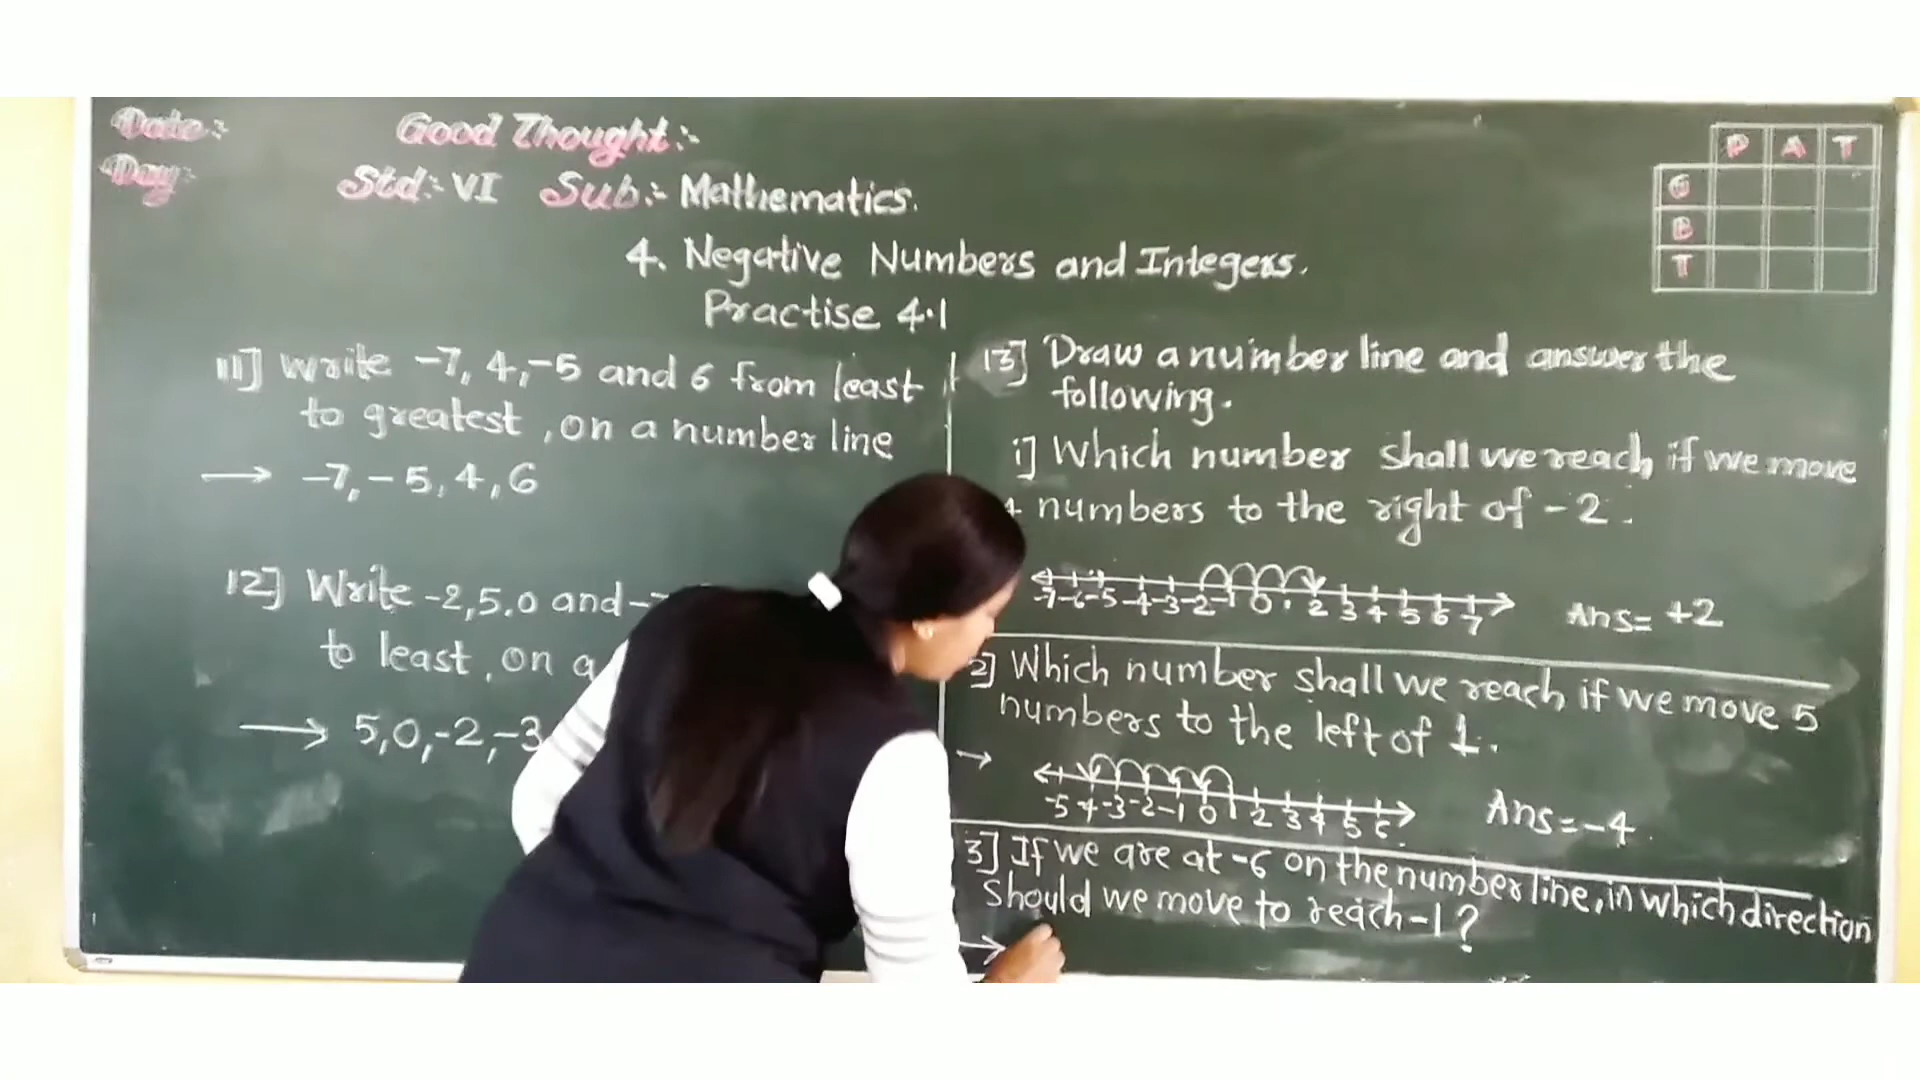 Date:-
Good Thought:-
Day:-
Std:- VI Sub:- Mathematics.
P A T
G
B
T
4. Negative Numbers and Integers.
Practise 4.1
11] Write -7, 4, -5 and 6 from least
to greatest, on a number line
→ -7, -5, 4, 6
12] Write -2, 5, 0 and
to least, on a
→ 5, 0, -2, -3
13] Draw a number line and answer the
following.
i] Which number shall we reach, if we move
numbers to the right of -2.
-7 -6 -5 -4 -3 -2 -1 0 . 2 3 4 5 6 7
Ans = +2
2] Which number shall we reach if we move 5
numbers to the left of 1.
→
-5 -4 -3 -2 -1 0 1 2 3 4 5 6
Ans = -4
3] If we are at -6 on the number line, in which direction
Should we move to reach -1?
→